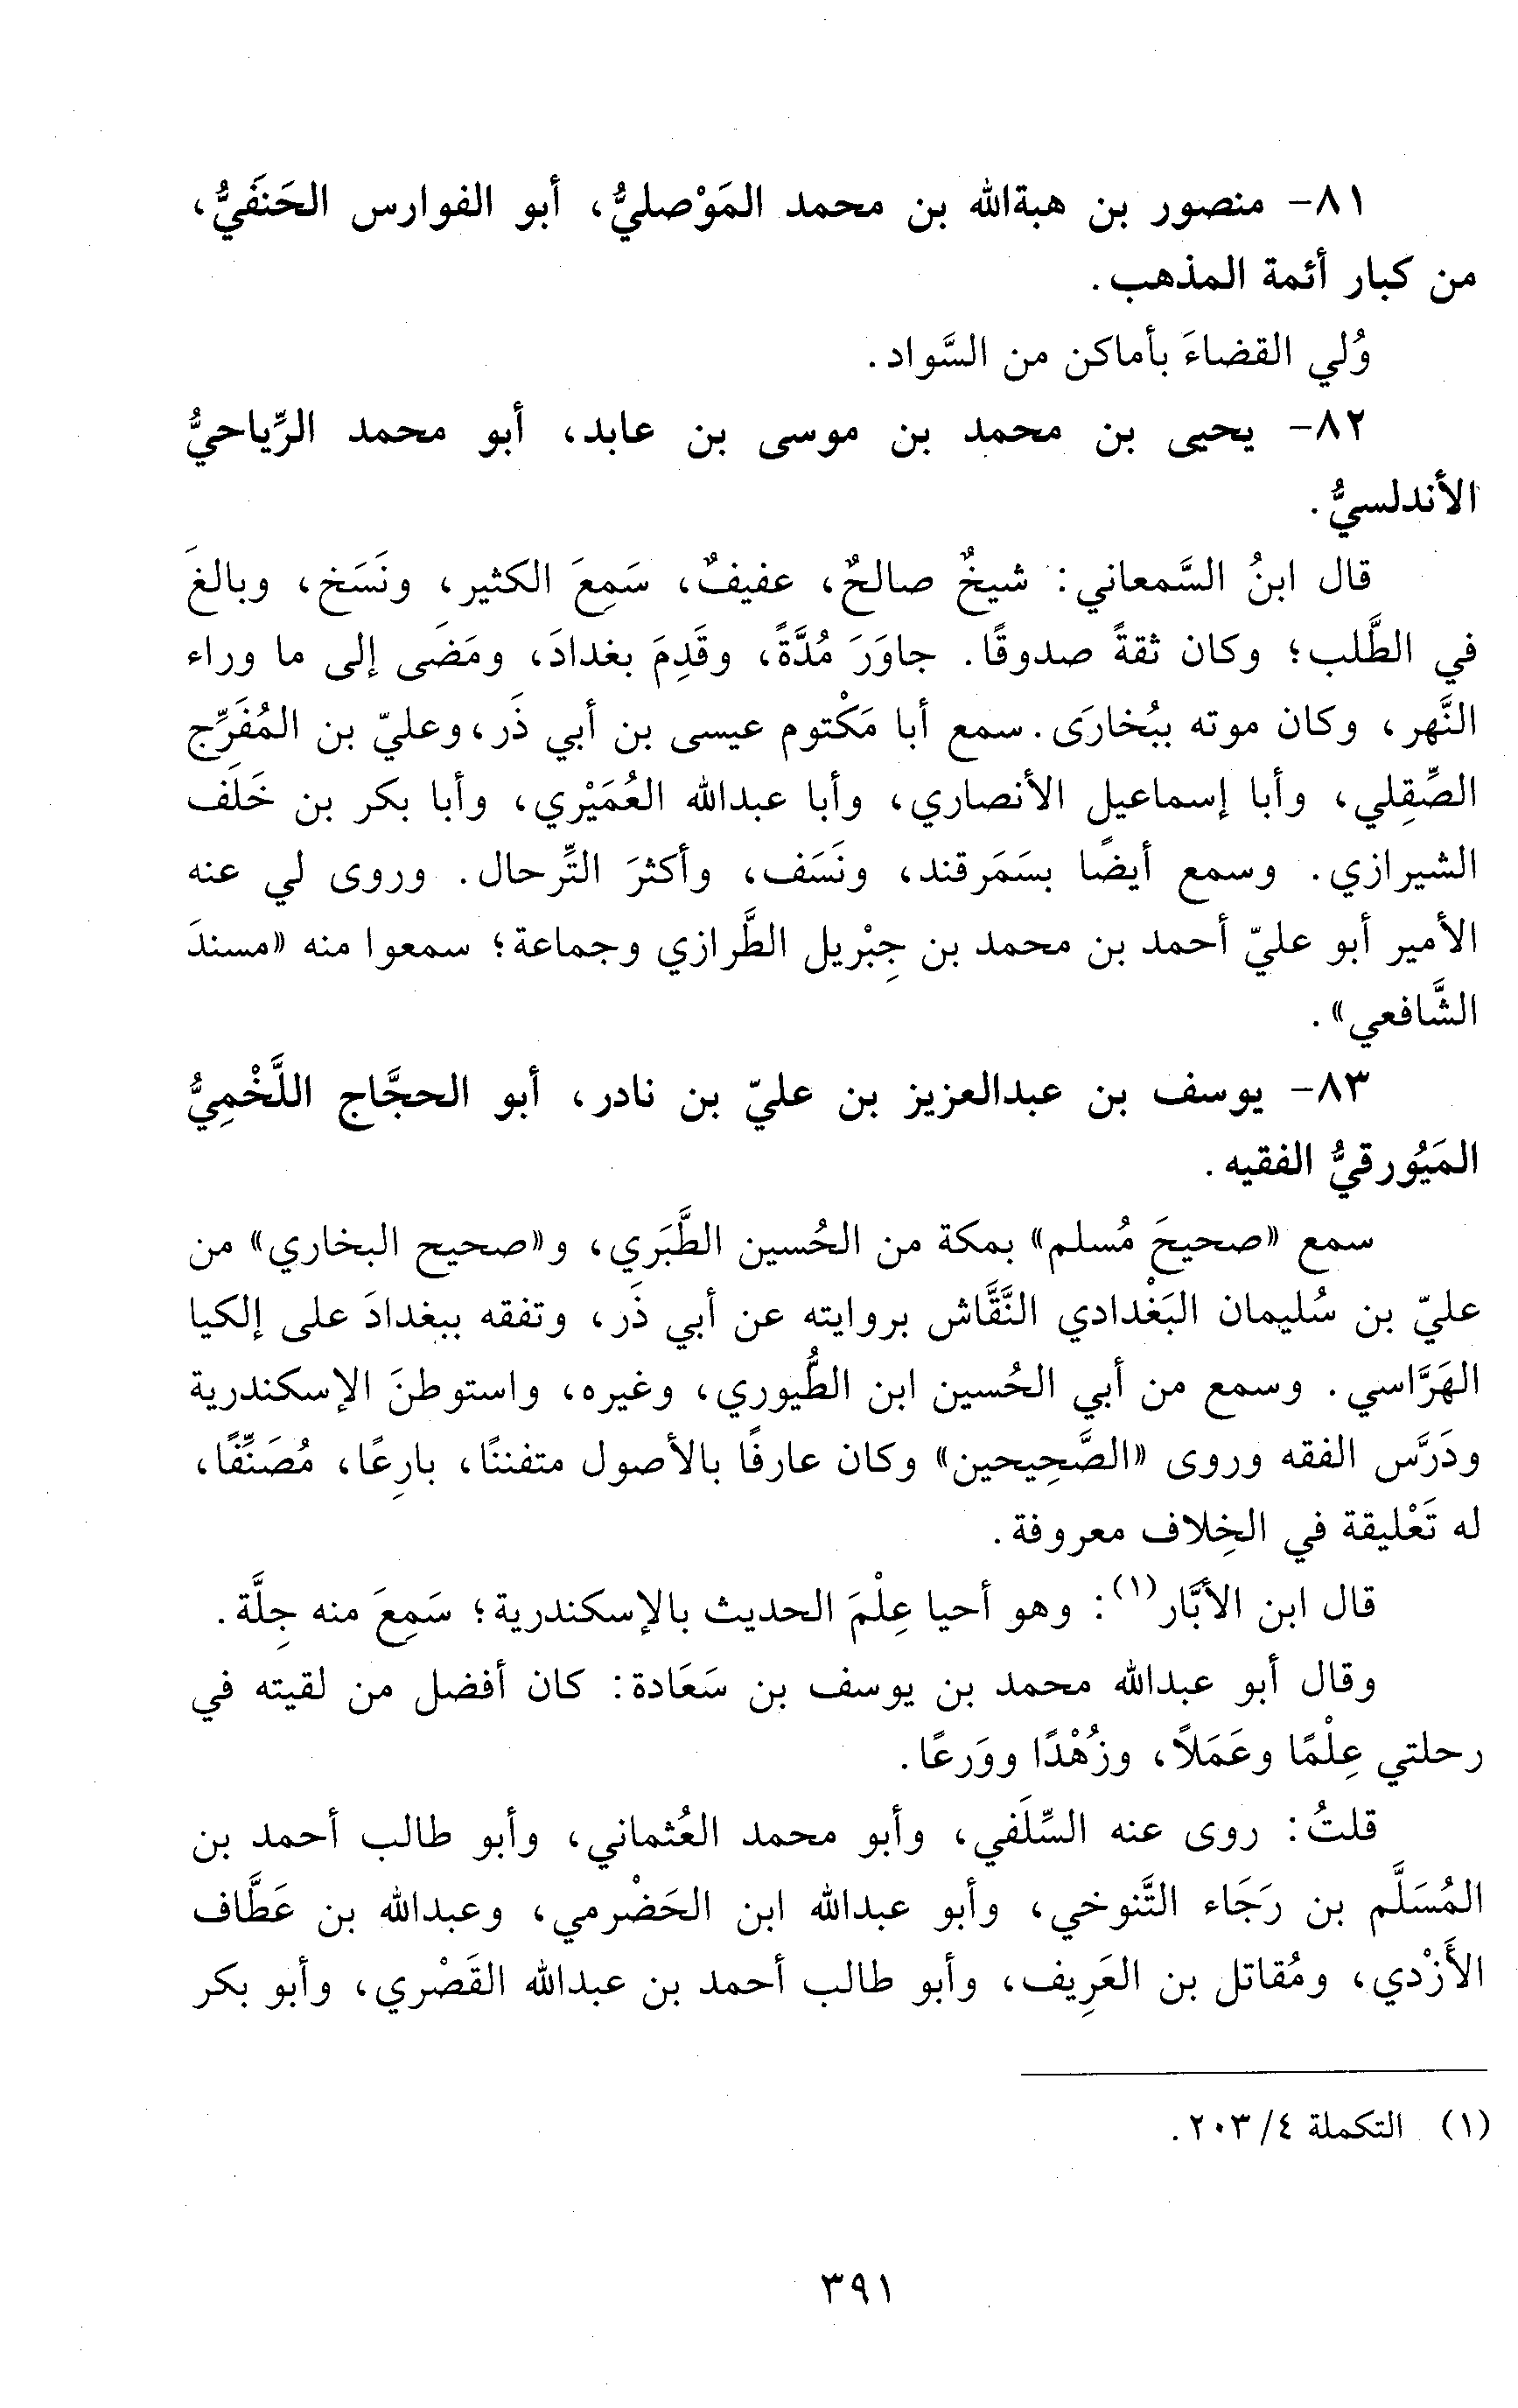 ٨١- منصور بن هبةالله بن محمد المَوْصليُّ، أبو الفوارس الحَنفَيُّ،
من كبار أئمة المذهب.
وُلي القضاءَ بأماكن من السَّواد.
٨٢- يحيى بن محمد بن موسى بن عابد، أبو محمد الرِّياحيُّ
الأندلسيُّ.
قال ابنُ السَّمعاني: شيخٌ صالحٌ، عفيفٌ، سَمِعَ الكثير، ونَسَخ، وبالغَ
في الطَّلب؛ وكان ثقةً صدوقًا. جاوَرَ مُدَّةً، وقَدِمَ بغدادَ، ومَضَى إلى ما وراء
النَّهر، وكان موته ببُخارَى. سمع أبا مَكْتوم عيسى بن أبي ذَر، وعليّ بن المُفَرِّج
الصِّقِلي، وأبا إسماعيل الأنصاري، وأبا عبدالله العُمَيْري، وأبا بكر بن خَلَف
الشيرازي. وسمع أيضًا بسَمَرقند، ونَسَف، وأكثرَ التِّرحال. وروى لي عنه
الأمير أبو عليّ أحمد بن محمد بن جِبْريل الطَّرازي وجماعة؛ سمعوا منه «مسندَ
الشَّافعي».
٨٣- يوسف بن عبدالعزيز بن عليّ بن نادر، أبو الحجَّاج اللَّخْمِيُّ
المَيُورقيُّ الفقيه.
سمع «صحيحَ مُسلم» بمكة من الحُسين الطَّبَري، و«صحيح البخاري» من
عليّ بن سُليمان البَغْدادي النَّقَّاش بروايته عن أبي ذَر، وتفقه ببغدادَ على إلكيا
الهَرَّاسي. وسمع من أبي الحُسين ابن الطُّيوري، وغيره، واستوطنَ الإسكندرية
ودَرَّس الفقه وروى «الصَّحِيحين» وكان عارفًا بالأصول متفننًا، بارِعًا، مُصَنِّفًا،
له تَعْليقة في الخِلاف معروفة.
قال ابن الأبَّار(١): وهو أحيا عِلْمَ الحديث بالإسكندرية؛ سَمِعَ منه جِلَّة.
وقال أبو عبدالله محمد بن يوسف بن سَعَادة: كان أفضل من لقيته في
رحلتي عِلْمًا وعَمَلاً، وزُهْدًا ووَرعًا.
قلتُ: روى عنه السِّلَفي، وأبو محمد العُثماني، وأبو طالب أحمد بن
المُسَلَّم بن رَجَاء التَّنوخي، وأبو عبدالله ابن الحَضْرمي، وعبدالله بن عَطَّاف
الأَزْدي، ومُقاتل بن العَرِيف، وأبو طالب أحمد بن عبدالله القَصْري، وأبو بكر
(١) التكملة ٤/ ٢٠٣.
٣٩١